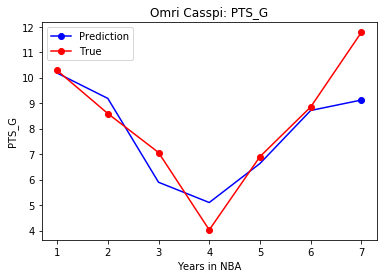 Omri Casspi: PTS_G
Prediction
True
12
11
10
9
8
7
6
5
4
PTS_G
1 2 3 4 5 6 7
Years in NBA